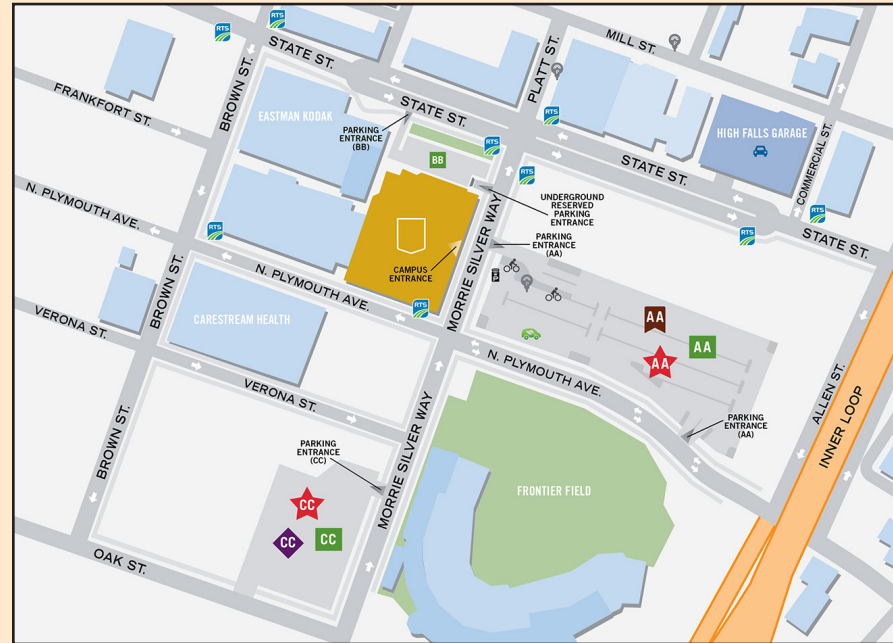 RTS
RTS
MILL ST.
STATE ST.
PLATT ST.
BROWN ST.
FRANKFORT ST.
EASTMAN KODAK
STATE ST.
PARKING
ENTRANCE
(BB)
RTS
HIGH FALLS GARAGE
COMMERCIAL ST.
BB
RTS
RTS
STATE ST.
N. PLYMOUTH AVE.
UNDERGROUND
RESERVED
PARKING
ENTRANCE
RTS
STATE ST.
RTS
RTS
PARKING
ENTRANCE
(AA)
MORRIE SILVER WAY
CAMPUS
ENTRANCE
N. PLYMOUTH AVE.
BROWN ST.
VERONA ST.
CARESTREAM HEALTH
RTS
AA
AA
AA
N. PLYMOUTH AVE.
VERONA ST.
ALLEN ST.
INNER LOOP
PARKING
ENTRANCE
(AA)
BROWN ST.
PARKING
ENTRANCE
(CC)
MORRIE SILVER WAY
FRONTIER FIELD
CC
CC
CC
OAK ST.